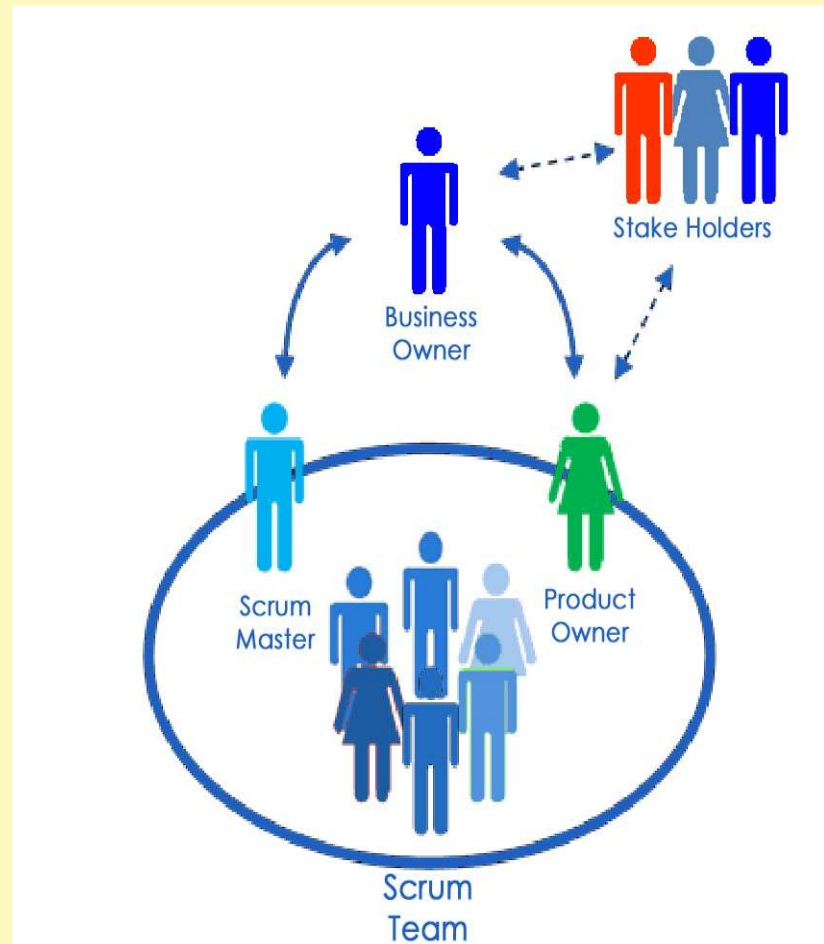 Stake Holders
Business
Owner
Scrum
Master
Product
Owner
Scrum
Team